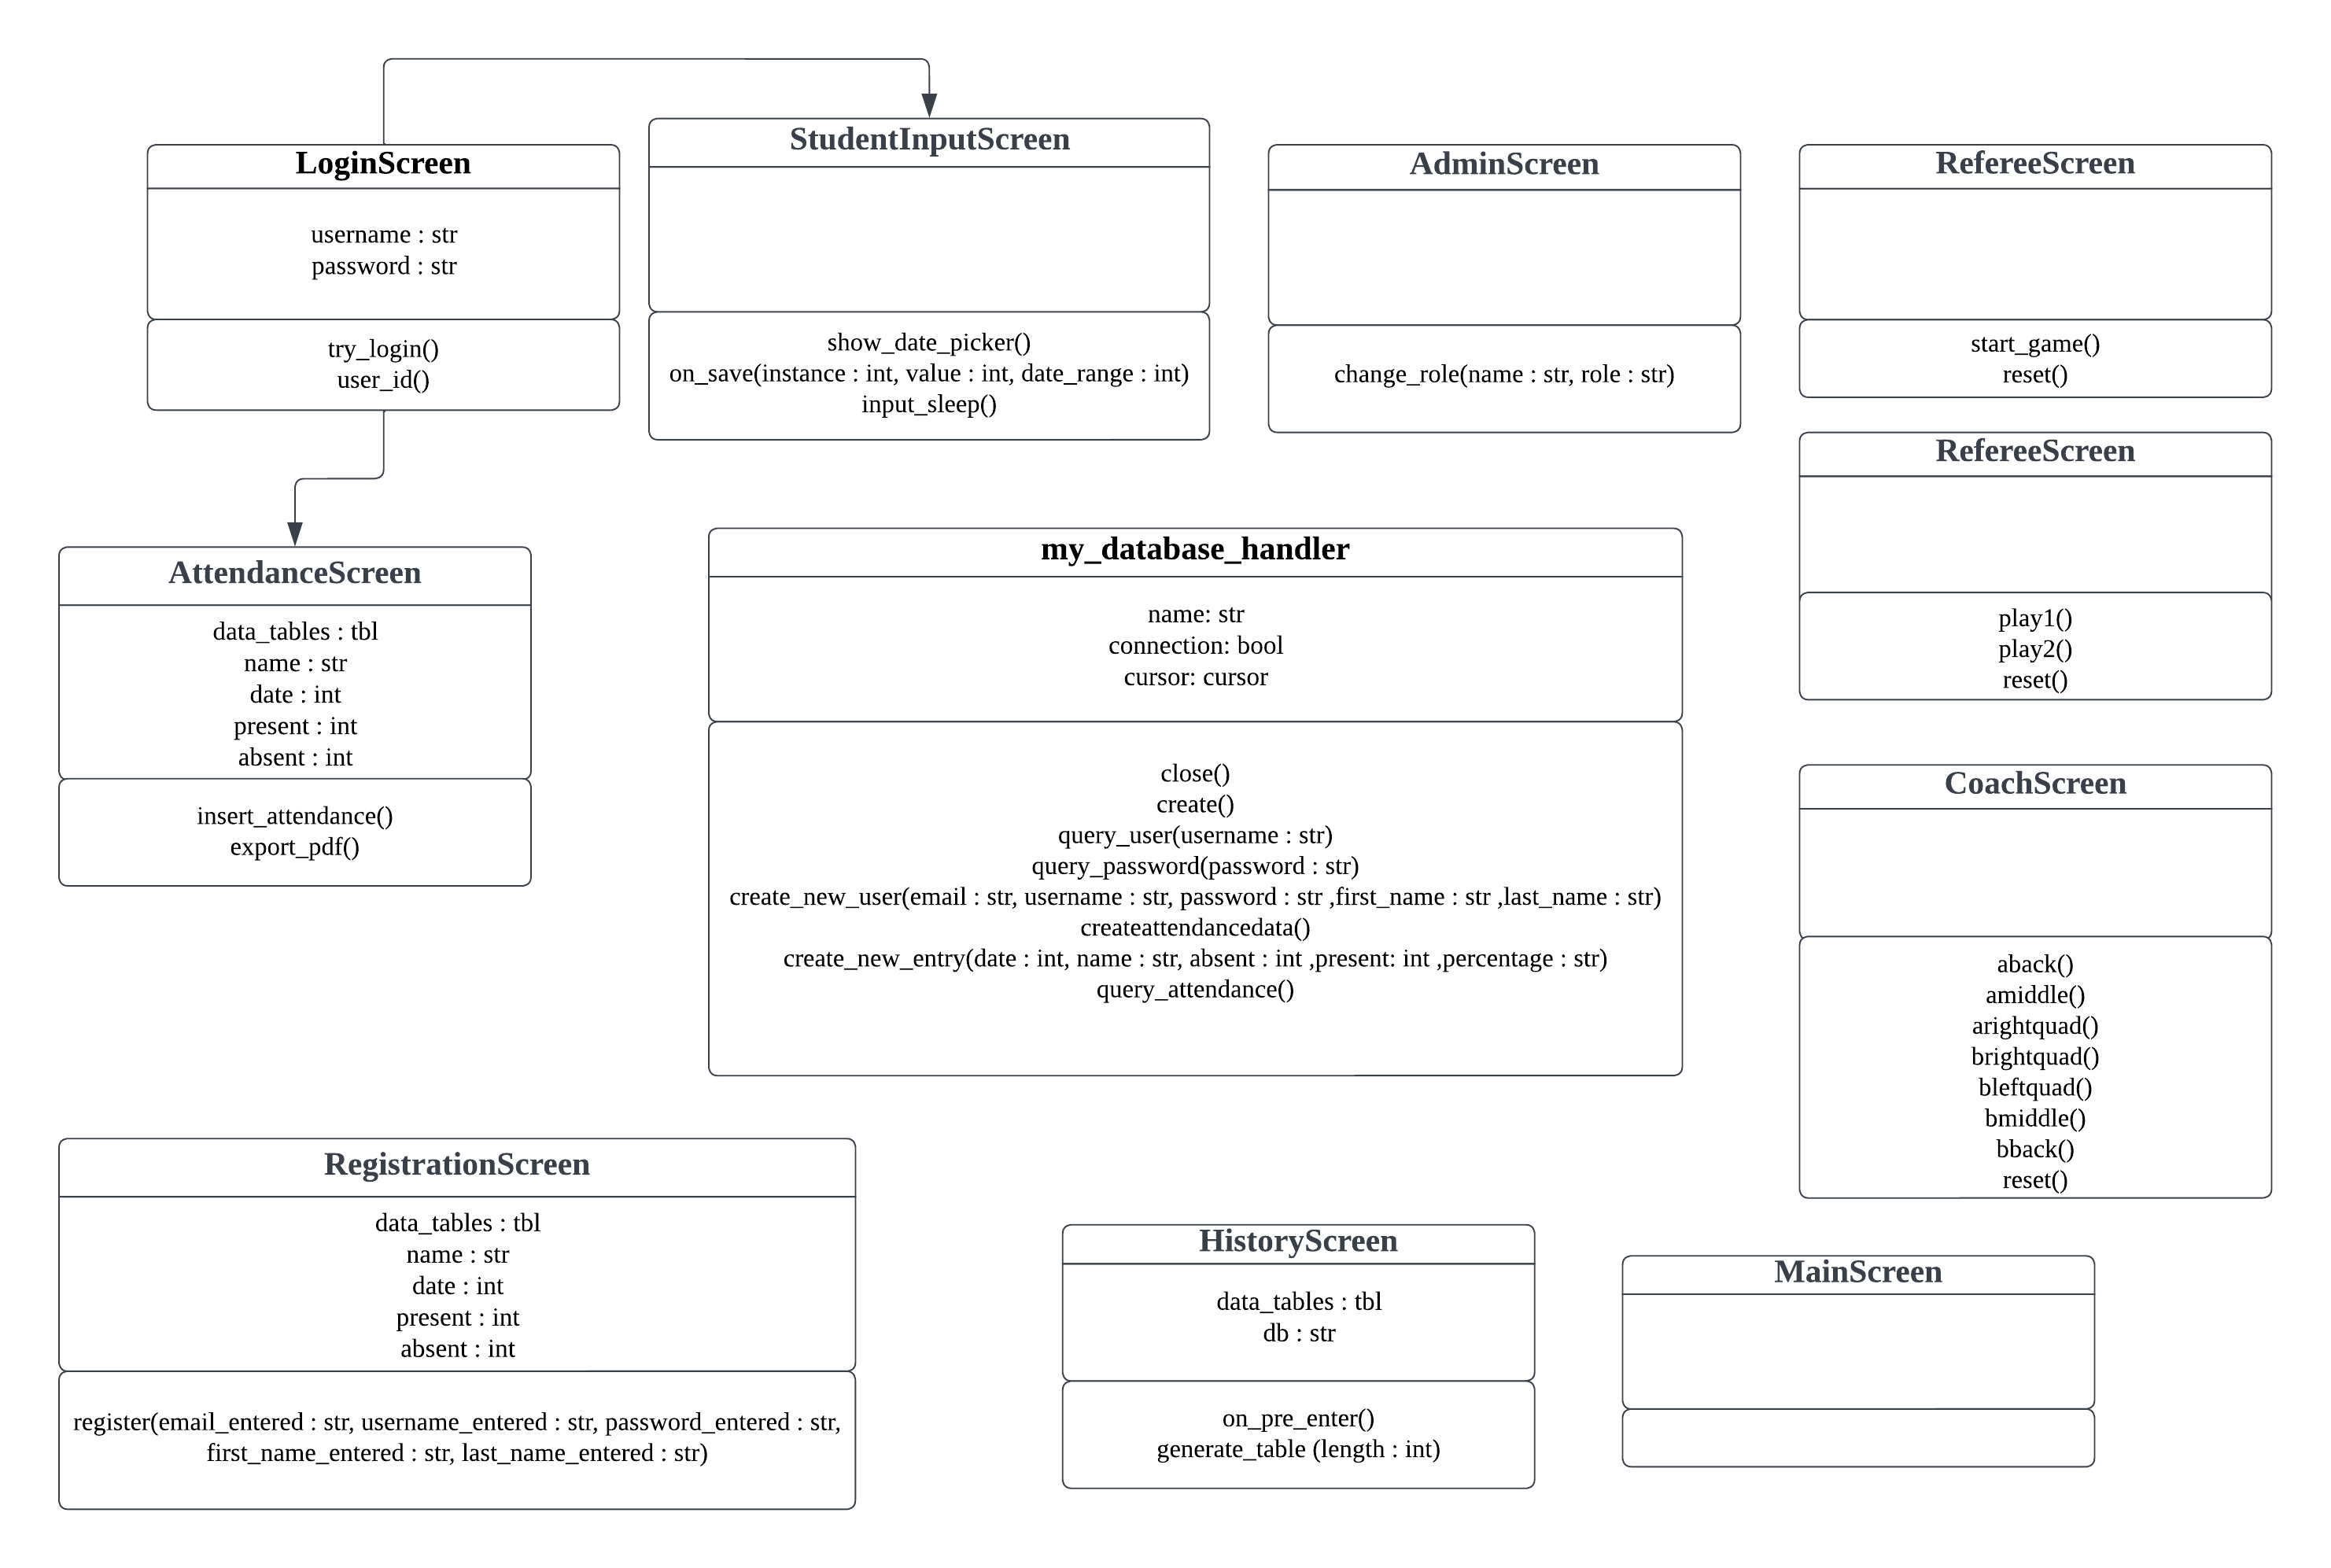 LoginScreen
username : str
password : str
try_login()
user_id()
StudentInputScreen
show_date_picker()
on_save(instance : int, value : int, date_range : int)
input_sleep()
AdminScreen
change_role(name : str, role : str)
RefereeScreen
start_game()
reset()
RefereeScreen
play1()
play2()
reset()
AttendanceScreen
data_tables : tbl
name : str
date : int
present : int
absent : int
insert_attendance()
export_pdf()
my_database_handler
name: str
connection: bool
cursor: cursor
close()
create()
query_user(username : str)
query_password(password : str)
create_new_user(email : str, username : str, password : str ,first_name : str ,last_name : str)
createattendancedata()
create_new_entry(date : int, name : str, absent : int ,present: int ,percentage : str)
query_attendance()
CoachScreen
aback()
amiddle()
arightquad()
brightquad()
bleftquad()
bmiddle()
bback()
reset()
RegistrationScreen
data_tables : tbl
name : str
date : int
present : int
absent : int
register(email_entered : str, username_entered : str, password_entered : str,
first_name_entered : str, last_name_entered : str)
HistoryScreen
data_tables : tbl
db : str
on_pre_enter()
generate_table (length : int)
MainScreen